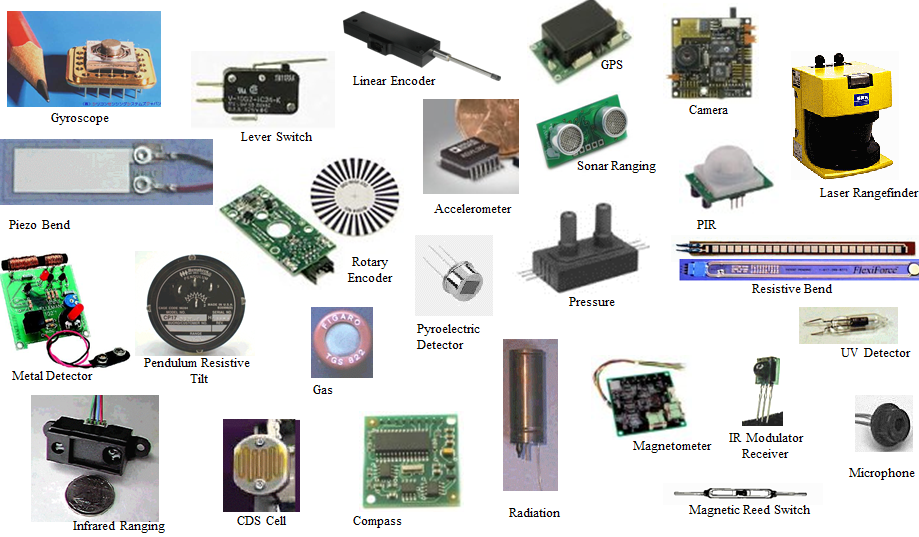 Gyroscope
Lever Switch
Linear Encoder
GPS
Camera
Accelerometer
Sonar Ranging
Laser Rangefinder
Piezo Bend
Rotary
Encoder
PIR
Pressure
FlexiForce
Resistive Bend
Metal Detector
CP17
Pendulum Resistive
Tilt
FIGARO
TGS 822
Gas
Pyroelectric
Detector
UV Detector
Magnetometer
IR Modulator
Receiver
Microphone
Infrared Ranging
CDS Cell
Compass
Radiation
Magnetic Reed Switch